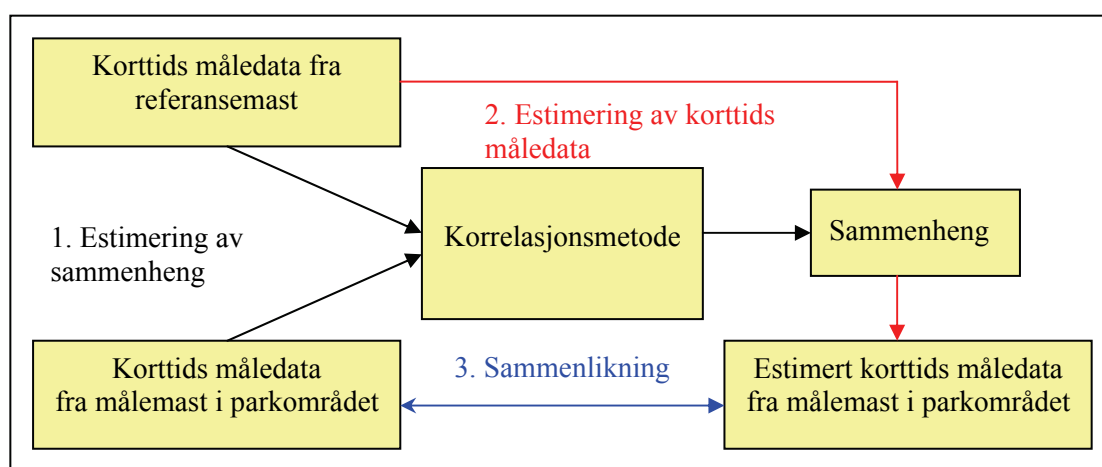 Korttids måledata fra
referansemast
2. Estimering av korttids
måledata
1. Estimering av
sammenheng
Korrelasjonsmetode
Sammenheng
Korttids måledata
fra målemast i parkområdet
3. Sammenlikning
Estimert korttids måledata
fra målemast i parkområdet